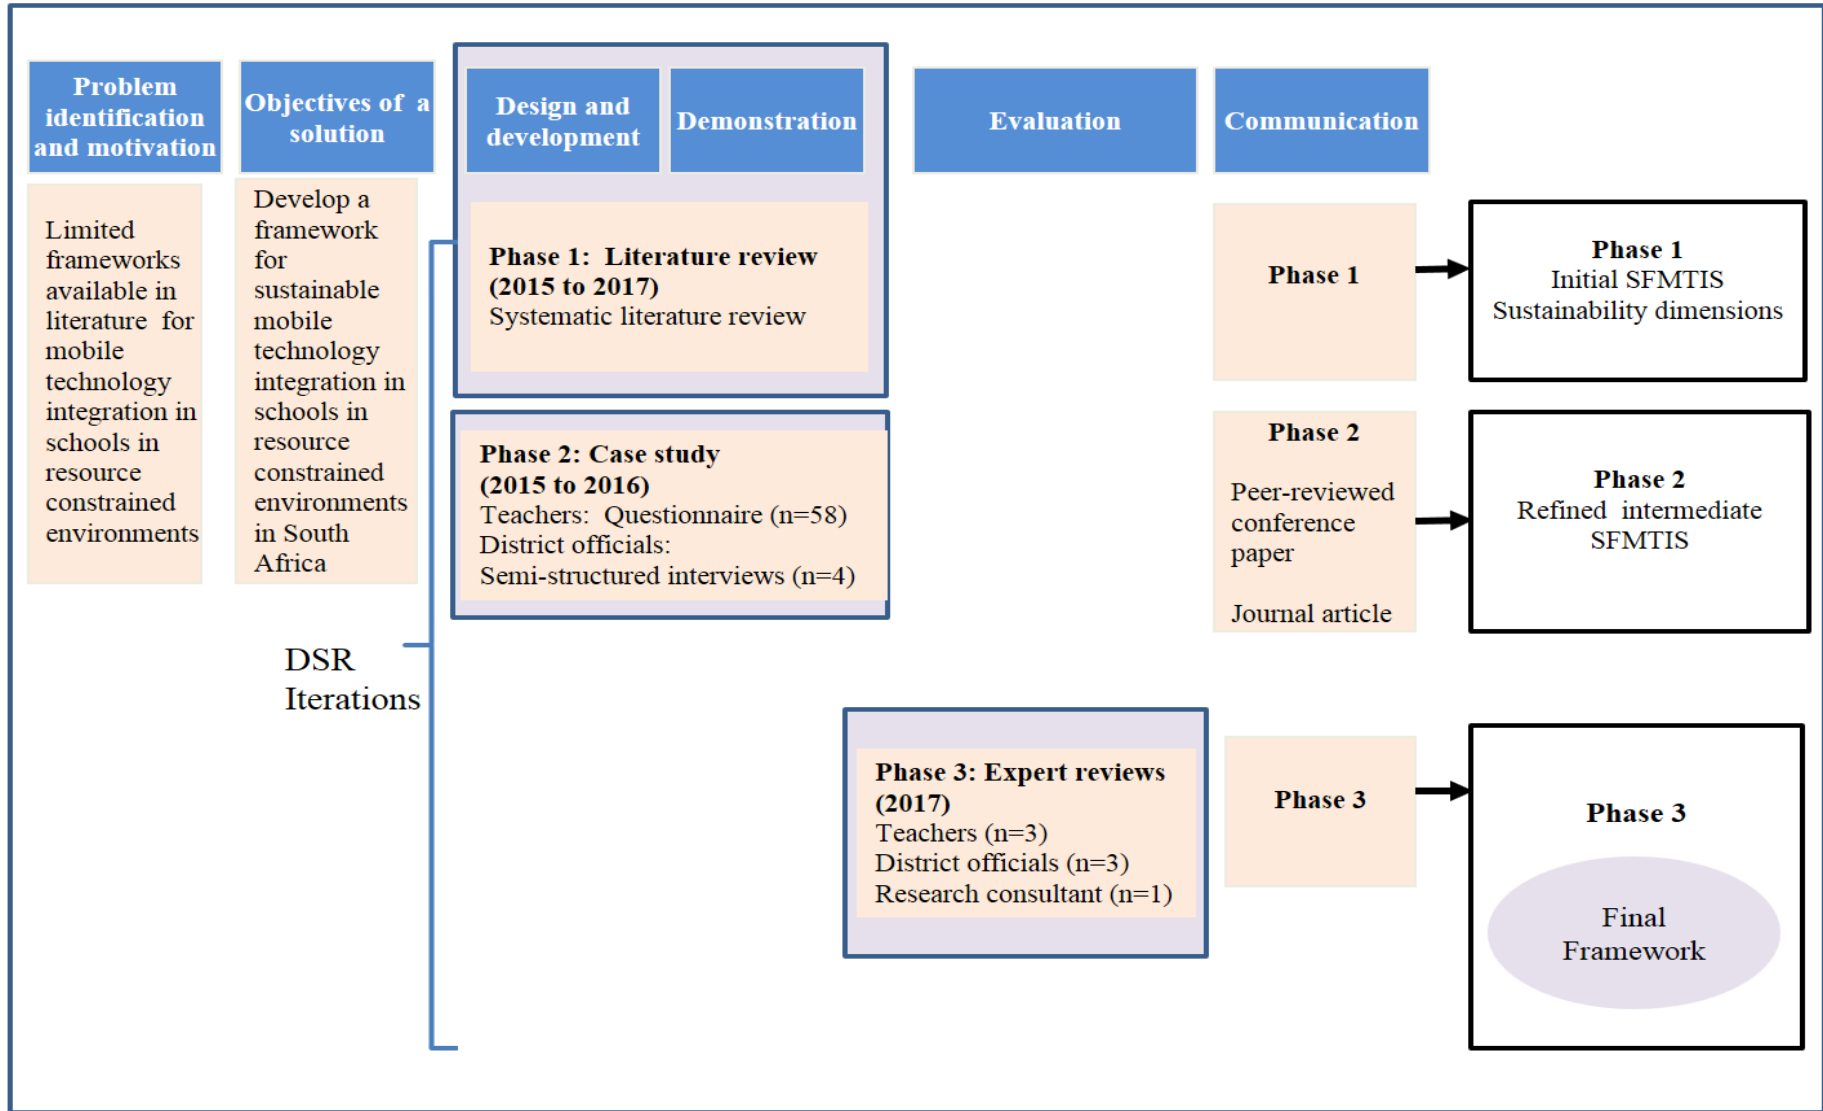 Problem
identification
and motivation
Objectives of a
solution
Design and
development
Demonstration
Evaluation
Communication
Limited
frameworks
available in
literature for
mobile
technology
integration in
schools in
resource
constrained
environments
Develop a
framework
for
sustainable
mobile
technology
integration in
schools in
resource
constrained
environments
in South
Africa
DSR
Iterations
Phase 1: Literature review
(2015 to 2017)
Systematic literature review
Phase 1
Phase 1
Initial SFMTIS
Sustainability dimensions
Phase 2: Case study
(2015 to 2016)
Teachers: Questionnaire (n=58)
District officials:
Semi-structured interviews (n=4)
Phase 2
Peer-reviewed
conference
paper
Journal article
Phase 2
Refined intermediate
SFMTIS
Phase 3: Expert reviews
(2017)
Teachers (n=3)
District officials (n=3)
Research consultant (n=1)
Phase 3
Phase 3
Final
Framework